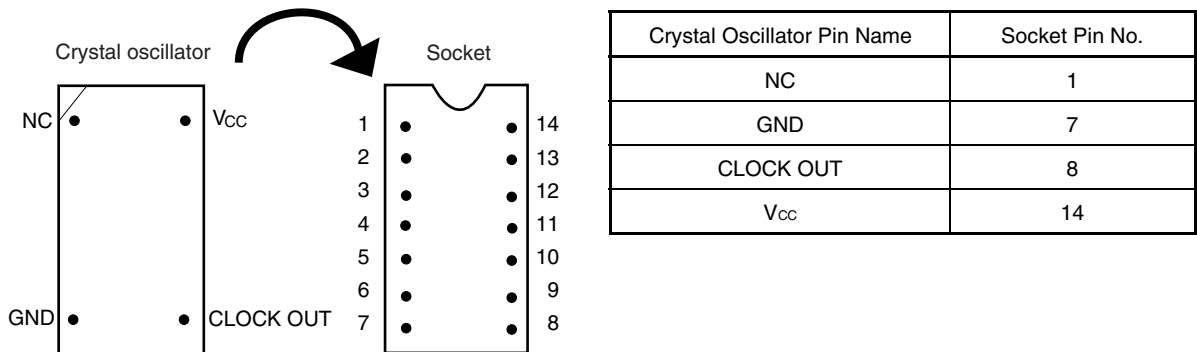 Crystal oscillator
NC
VCC
GND
CLOCK OUT
Socket
1 14
2 13
3 12
4 11
5 10
6 9
7 8
Crystal Oscillator Pin Name Socket Pin No.
NC 1
GND 7
CLOCK OUT 8
VCC 14